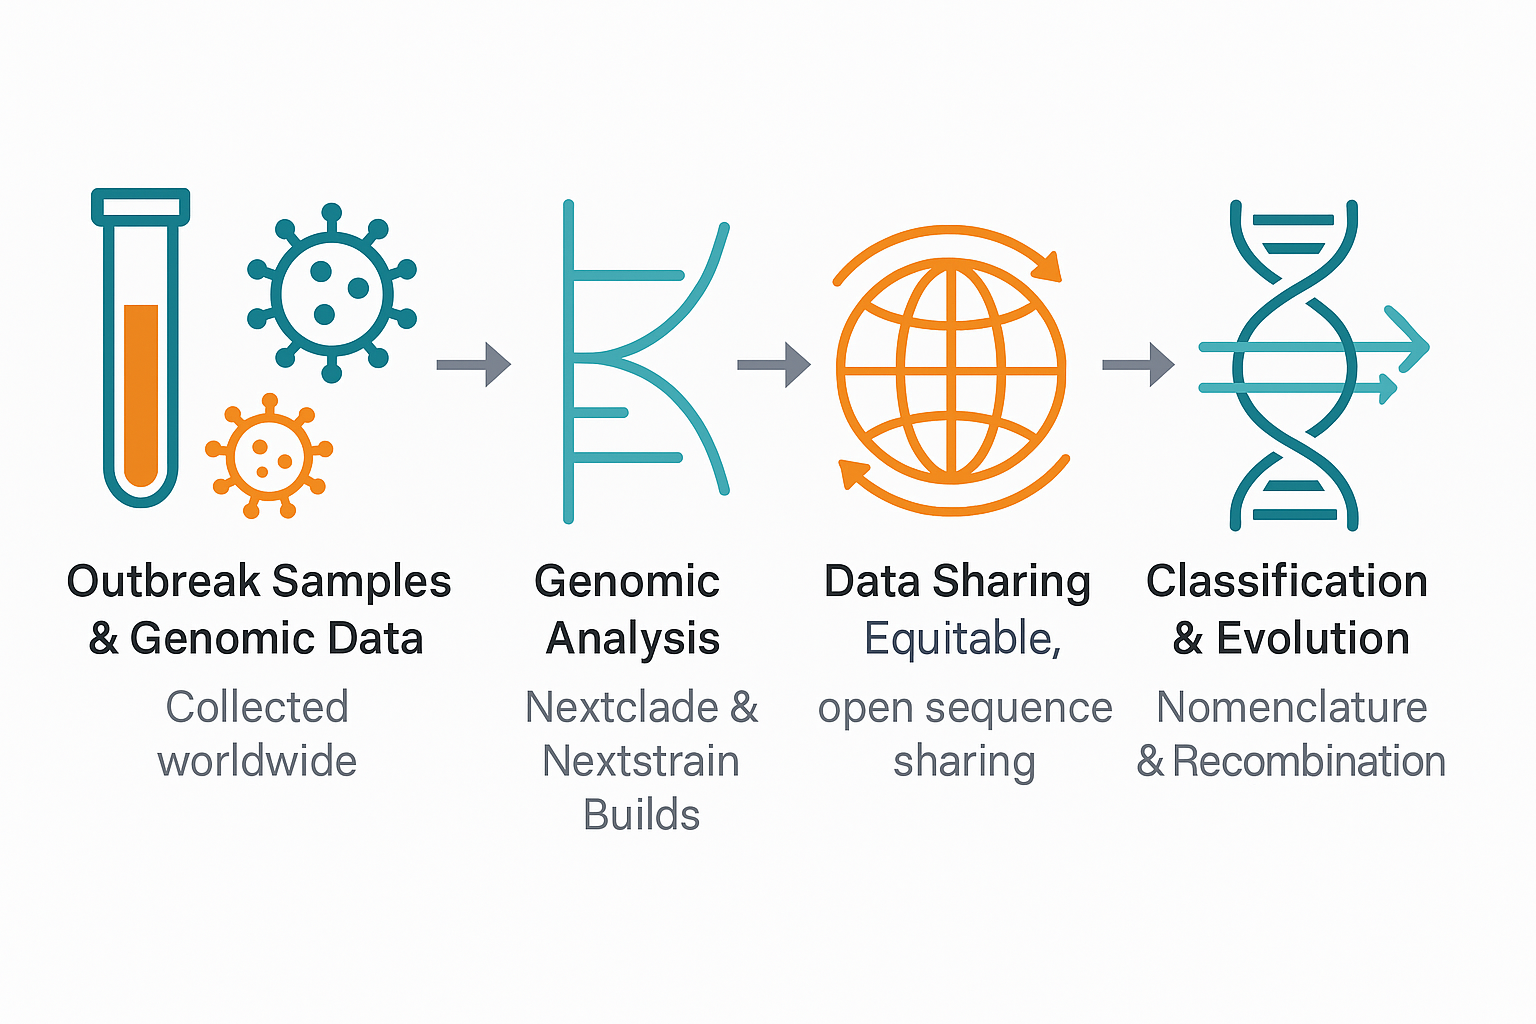 Outbreak Samples
& Genomic Data
Collected
worldwide
Genomic
Analysis
Nextclade &
Nextstrain
Builds
Data Sharing
Equitable,
open sequence
sharing
Classification
& Evolution
Nomenclature
& Recombination